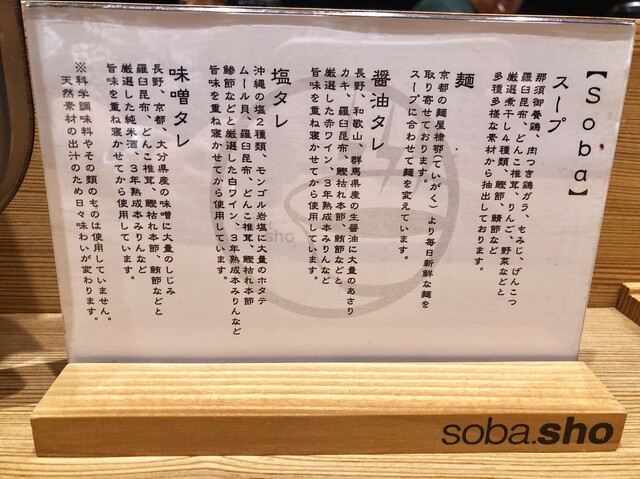 【Soba】
スープ
那須御養鶏、肉つき鶏ガラ、もみじ、げんこつ
羅臼昆布、どんこ椎茸、りんご、野菜などと
厳選煮干し4種類、鰹節、鯖節など
多種多様な素材から抽出しております。
麺
京都の麺屋棣鄂(ていがく)より毎日新鮮な麺を
取り寄せております。
スープに合わせて麺を変えています。
醤油タレ
長野、和歌山、群馬県産の生醤油に大量のあさり
カキ、羅臼昆布、鰹枯れ本節、鮪節などと、
厳選した赤ワイン、3年熟成本みりんなど
旨味を重ね寝かせてから使用しています。
塩タレ
沖縄の塩2種類、モンゴル岩塩に大量のホタテ
ムール貝、羅臼昆布、どんこ椎茸、鰹枯れ本節
鯵節などと厳選した白ワイン、3年熟成本みりんなど
旨味を重ね寝かせてから使用しています。
味噌タレ
長野、京都、大分県産の味噌に大量のしじみ
羅臼昆布、どんこ椎茸、鰹枯れ本節、鮪節などと
厳選した純米酒、3年熟成本みりんなど
旨味を重ね寝かせてから使用しています。
※科学調味料やその類のものは使用していません。
天然素材の出汁のため日々味わいが変わります。
soba.sho